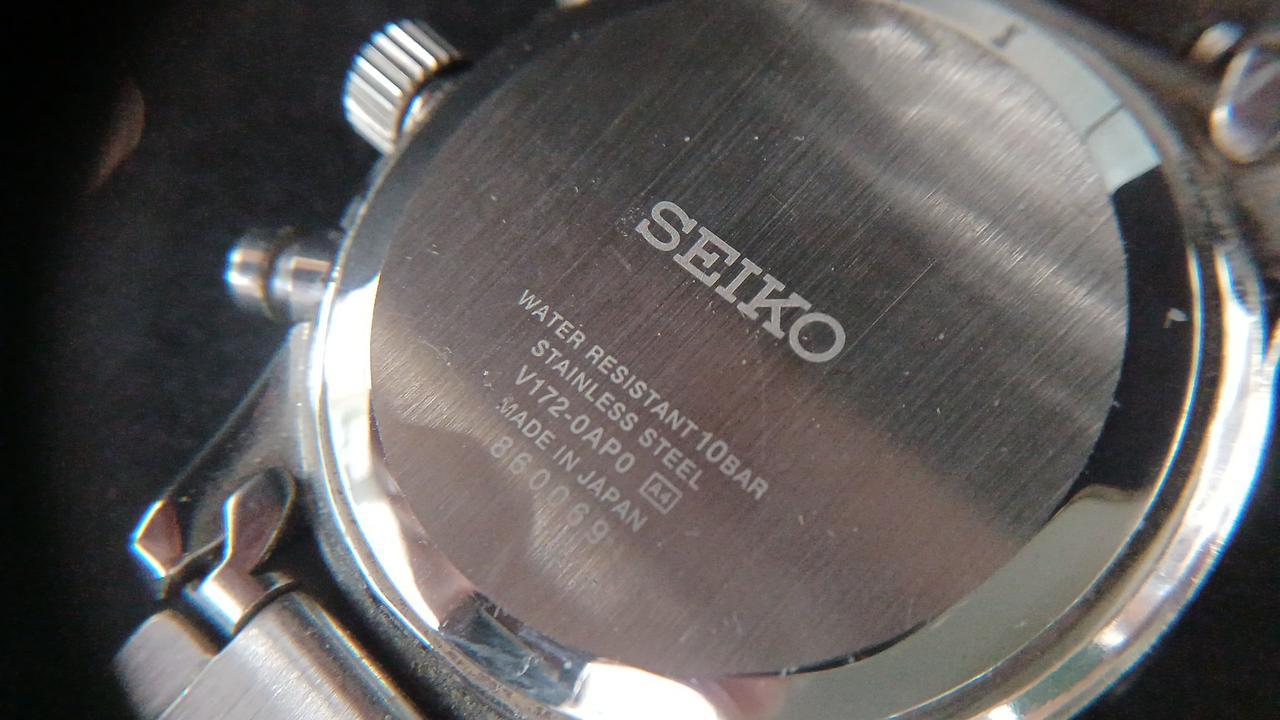 SEIKO
WATER RESISTANT 10BAR
STAINLESS STEEL
V172-0AP0 A4
MADE IN JAPAN
860069